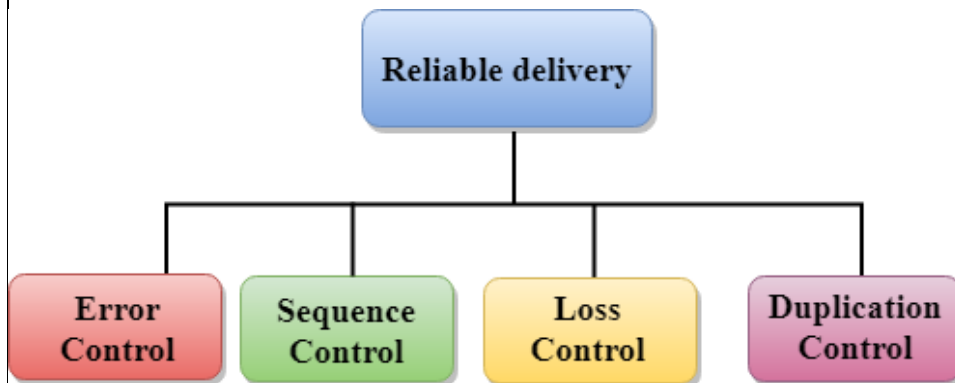 Reliable delivery
Error
Control
Sequence
Control
Loss
Control
Duplication
Control